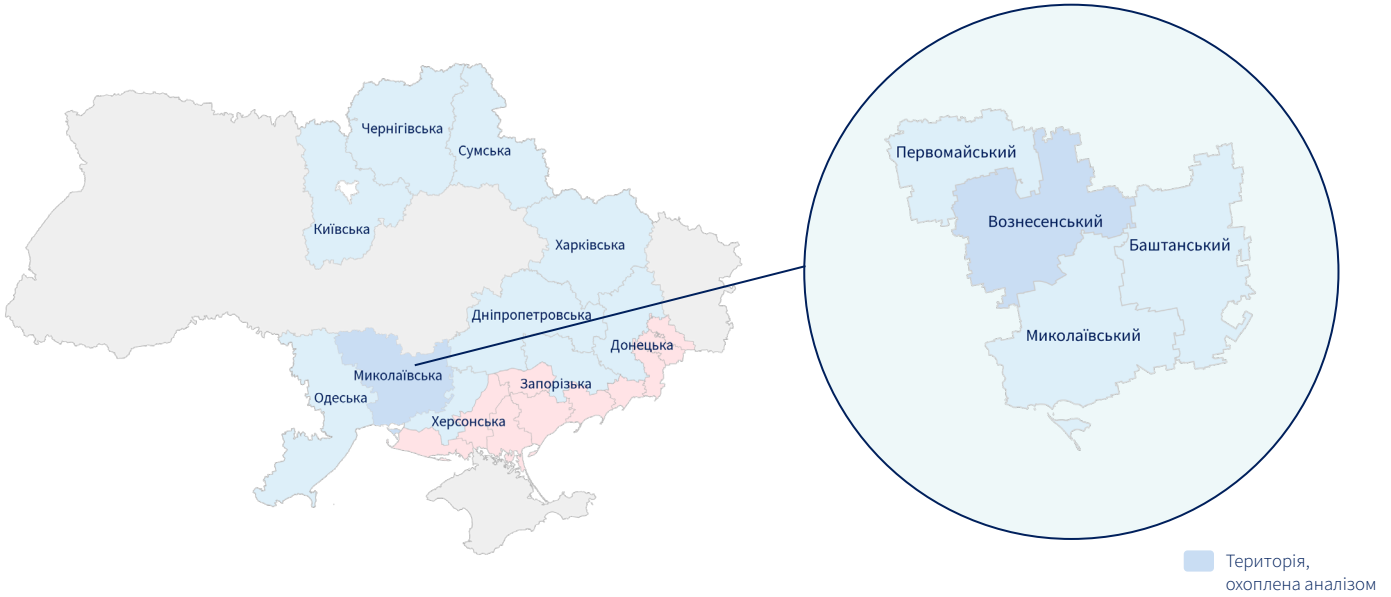 Чернігівська
Сумська
Київська
Харківська
Дніпропетровська
Донецька
Миколаївська
Запорізька
Одеська
Херсонська
Первомайський
Вознесенський
Баштанський
Миколаївський
Територія,
охоплена аналізом